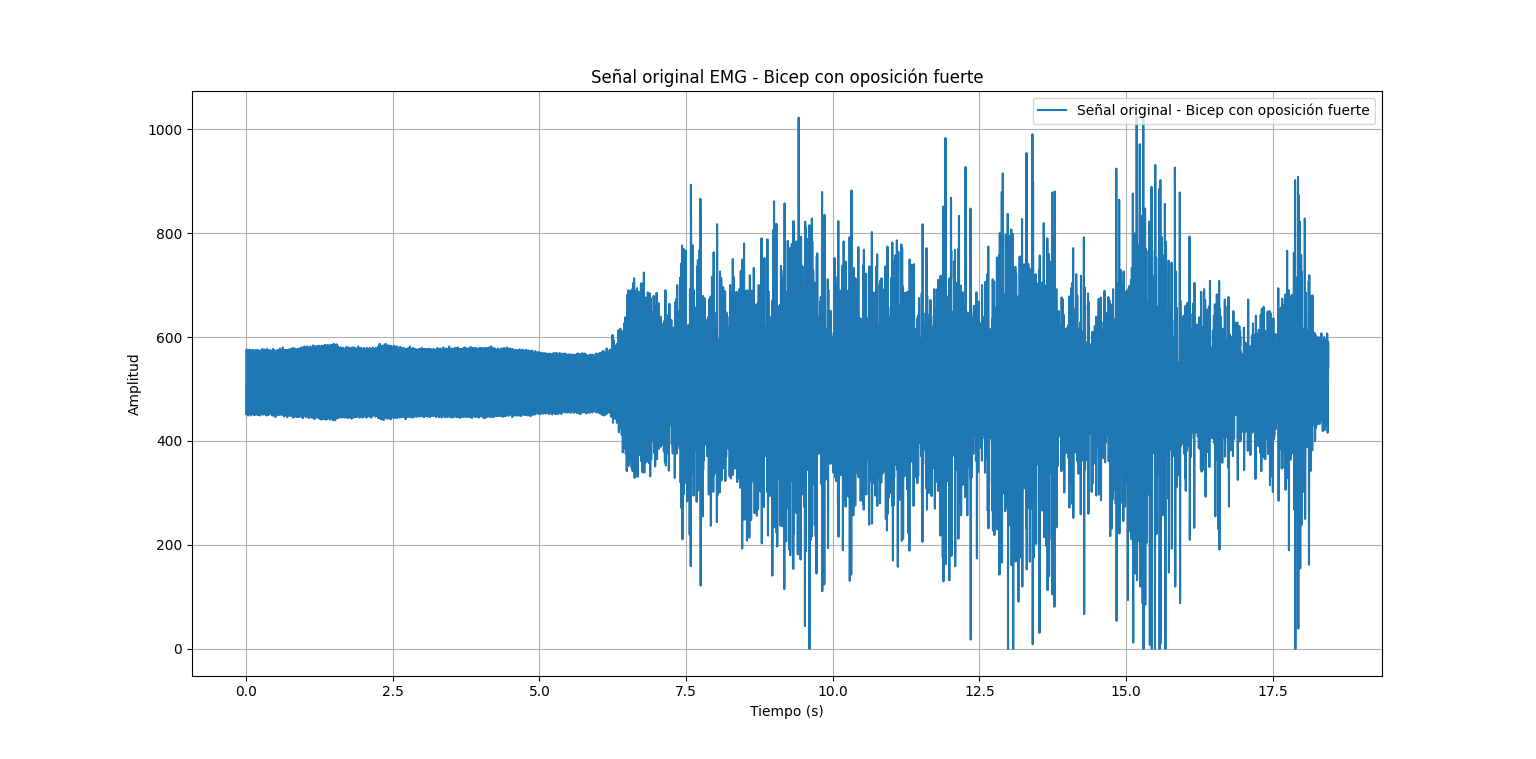 Señal original EMG - Bicep con oposición fuerte
Señal original - Bicep con oposición fuerte
1000
800
600
400
200
0
Amplitud
0.0 2.5 5.0 7.5 10.0 12.5 15.0 17.5
Tiempo (s)